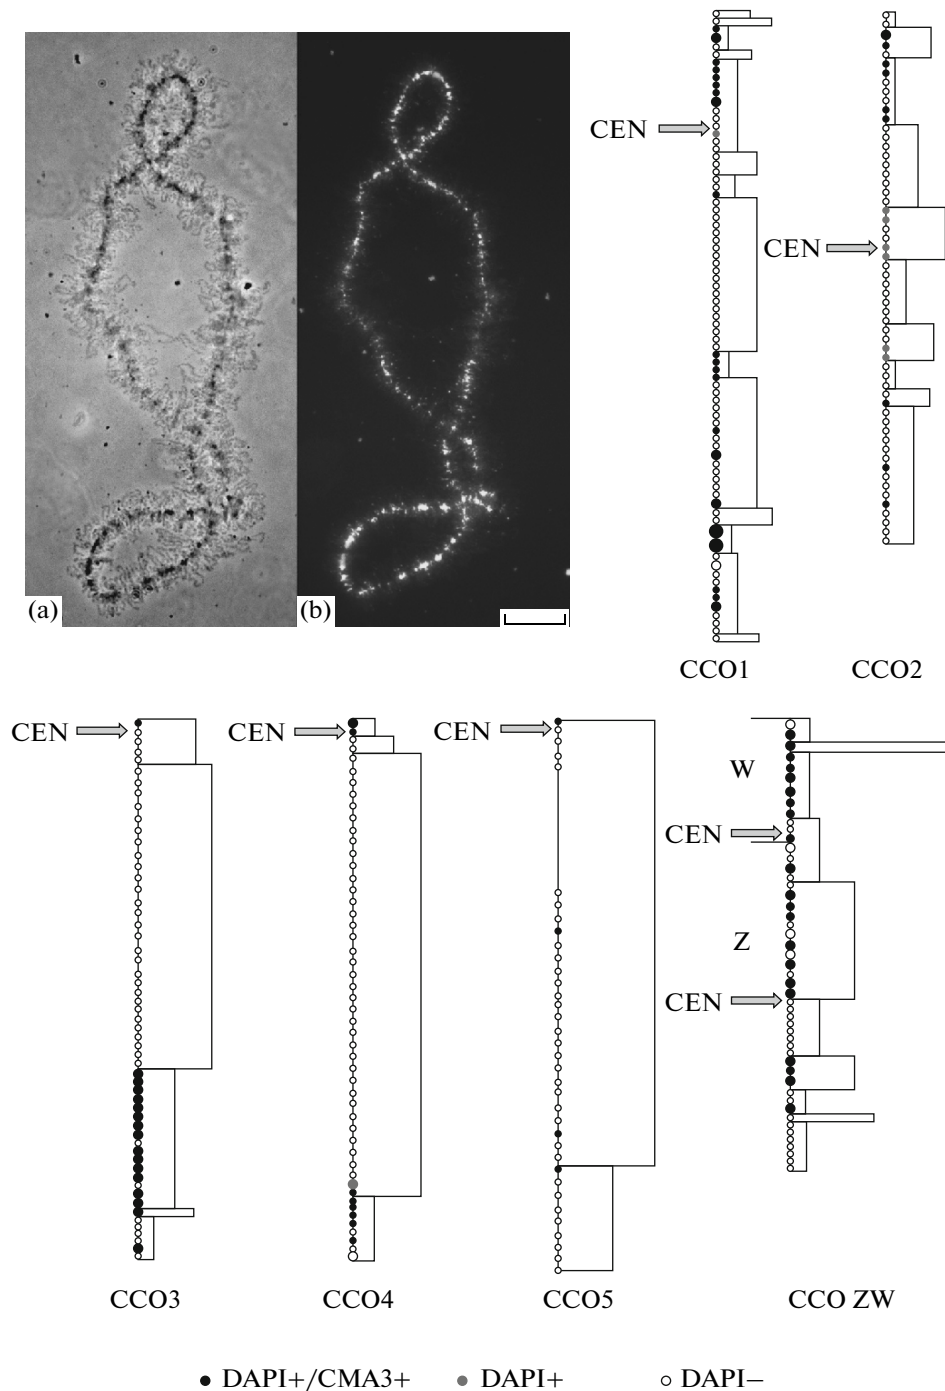 (a)
(b)
CEN
CEN
CCO1
CCO2
CEN
CEN
CEN
W
CEN
Z
CEN
CCO3
CCO4
CCO5
CCO ZW
● DAPI+/CMA3+
● DAPI+
○ DAPI−